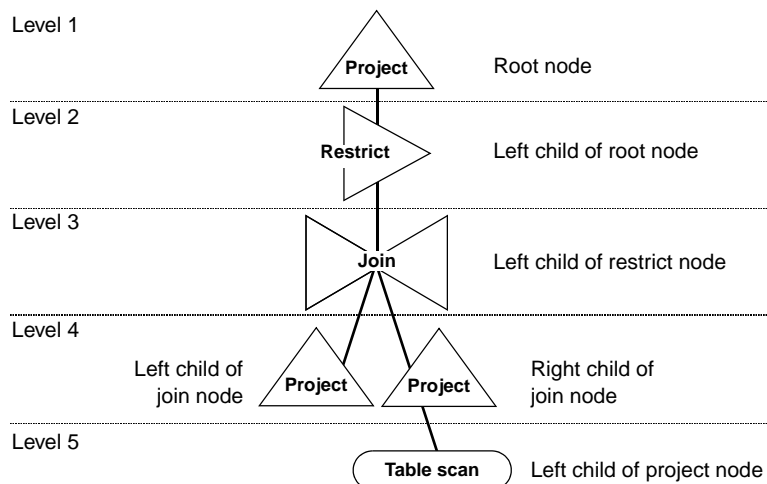 Level 1
Project
Root node
Level 2
Restrict
Left child of root node
Level 3
Join
Left child of restrict node
Level 4
Left child of
join node
Project
Project
Right child of
join node
Level 5
Table scan
Left child of project node